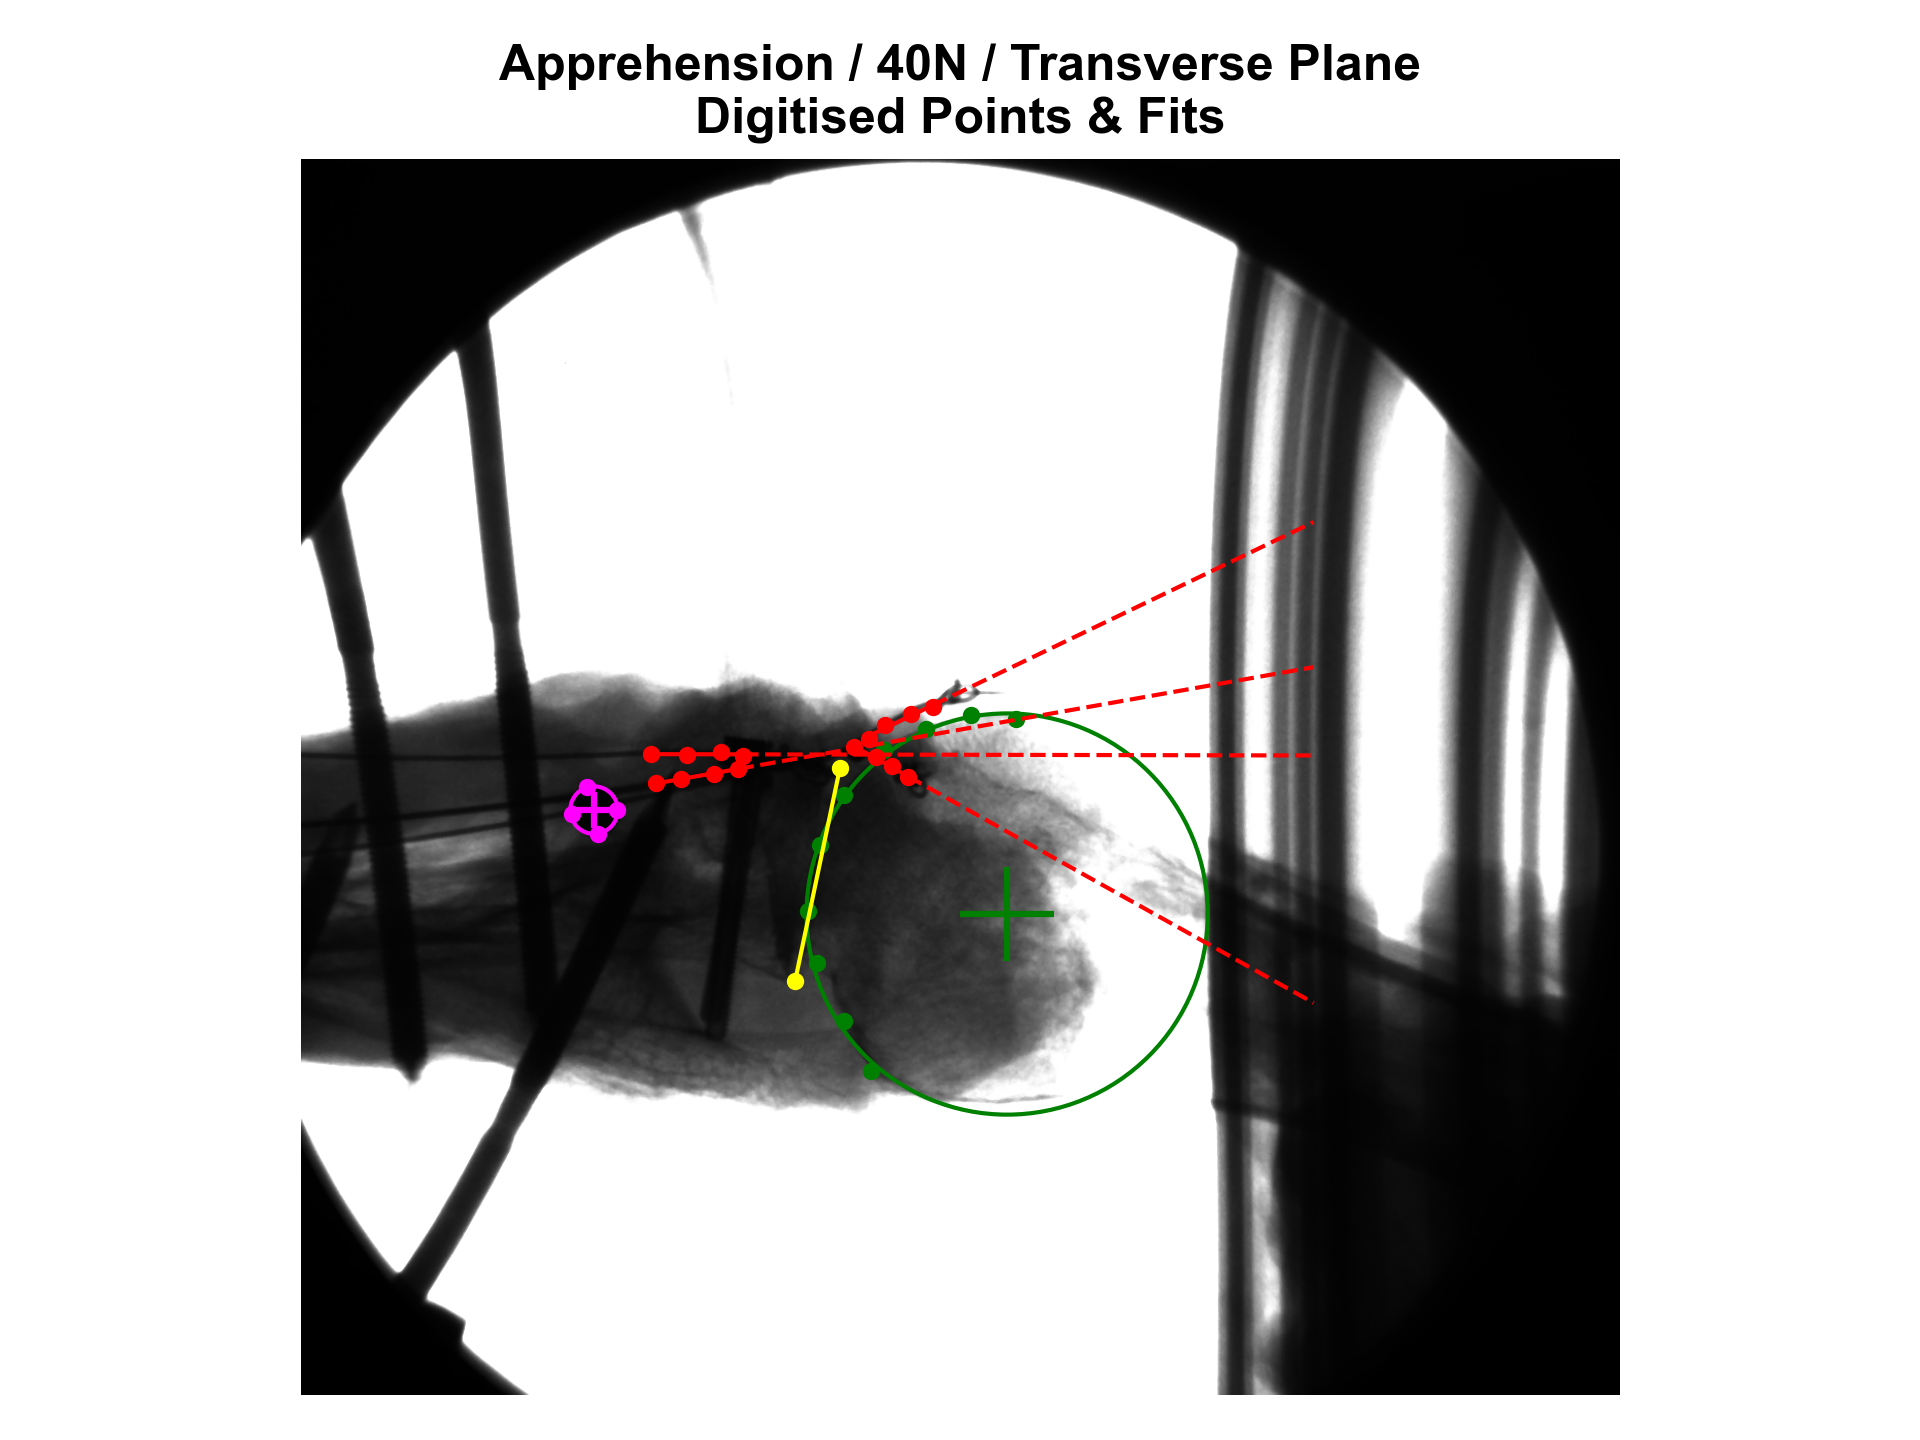 Apprehension / 40N / Transverse Plane
Digitised Points & Fits